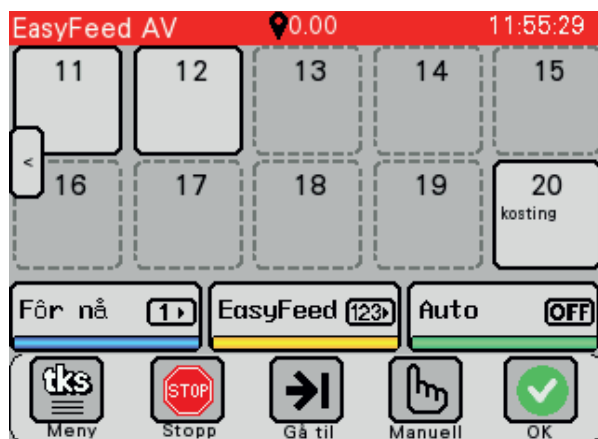 EasyFeed AV 0.00 11:55:29
11 12 13 14 15
<
16 17 18 19 20
kosting
Fôr nå 1 EasyFeed 123 Auto OFF
tks STOP
Meny Stopp Gå til Manuell OK